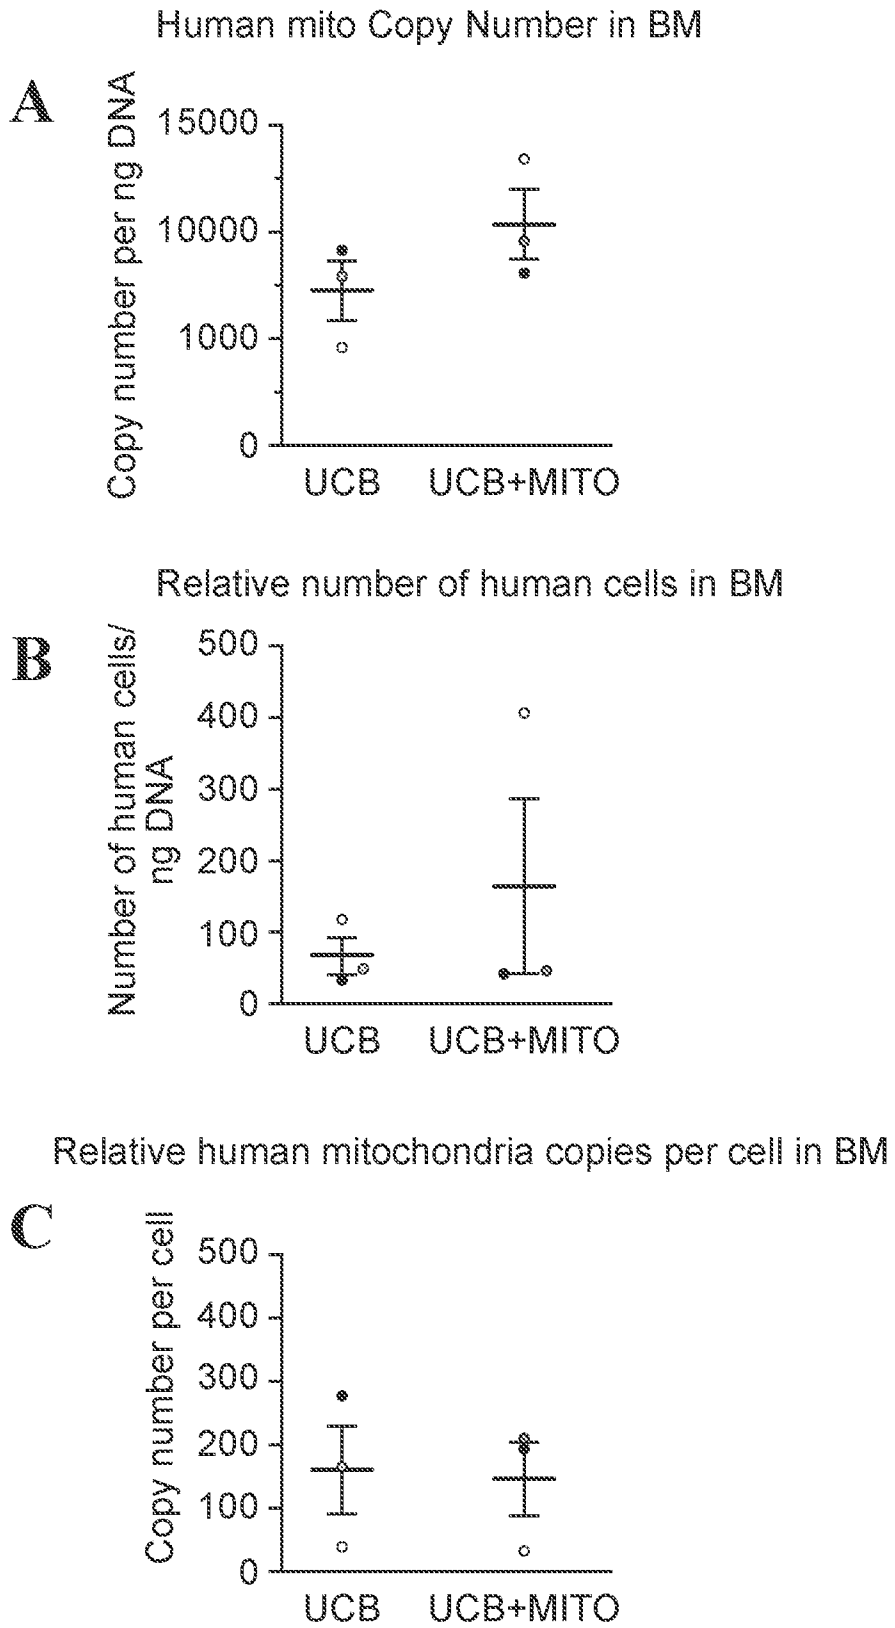 Human mito Copy Number in BM
A
Copy number per ng DNA
15000
10000
1000
0
UCB
UCB+MITO
Relative number of human cells in BM
B
Number of human cells/
ng DNA
500
400
300
200
100
0
UCB
UCB+MITO
Relative human mitochondria copies per cell in BM
C
Copy number per cell
500
400
300
200
100
0
UCB
UCB+MITO